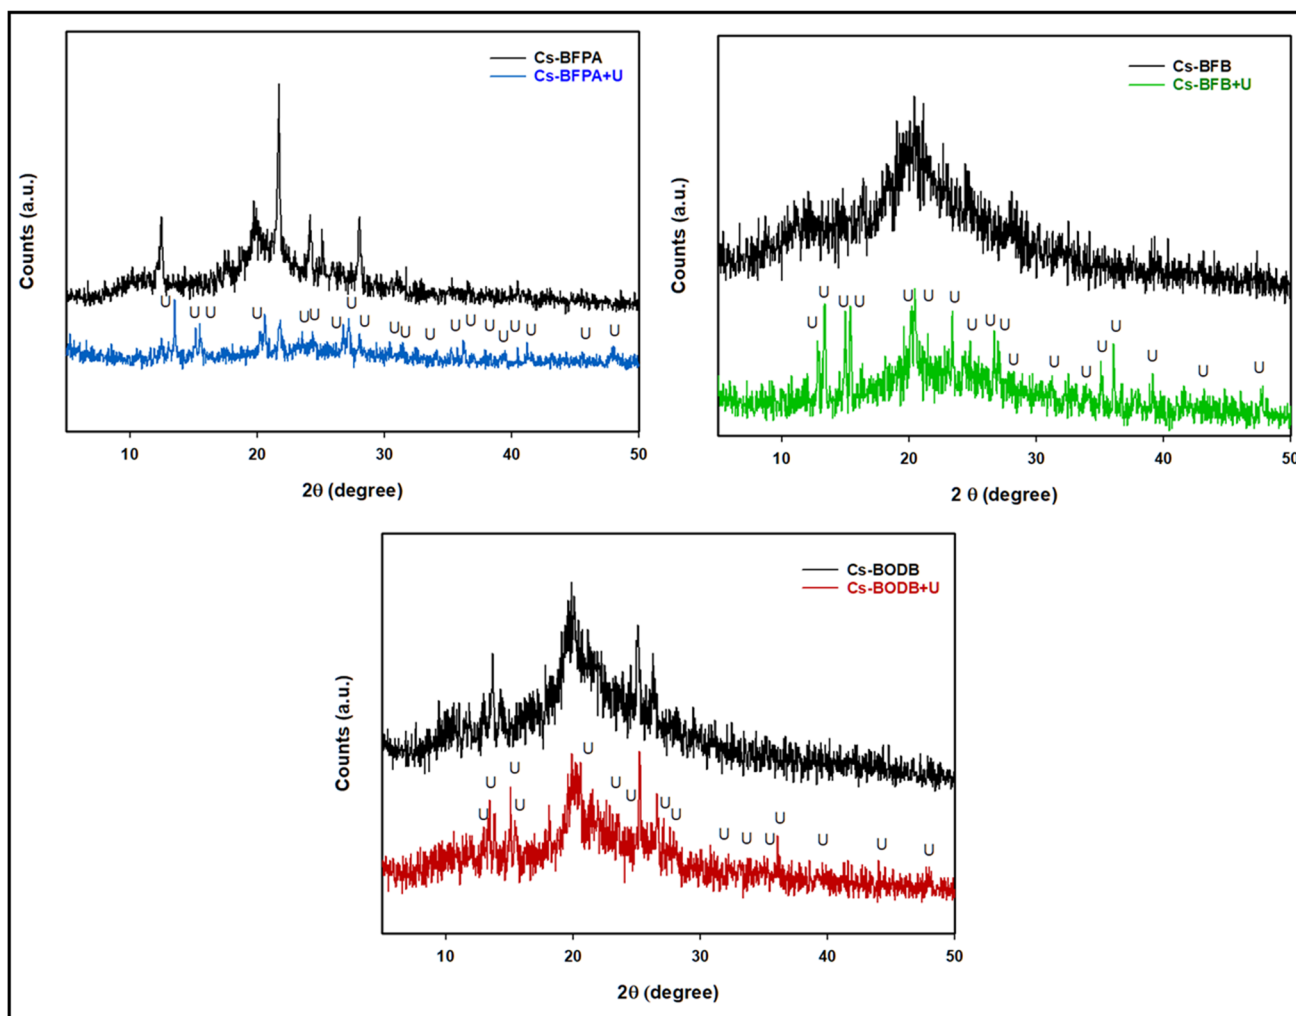 Cs-BFPA
Cs-BFPA+U
Counts (a.u.)
U U U U U U U U U U U U U U U U U U U U U
10 20 30 40 50
2θ (degree)
Cs-BFB
Cs-BFB+U
Counts (a.u.)
U U U U U U U U U U U U U U U U U U U
10 20 30 40 50
2 θ (degree)
Cs-BODB
Cs-BODB+U
Counts (a.u.)
U U U U U U U U U U U U U U U U
10 20 30 40 50
2θ (degree)